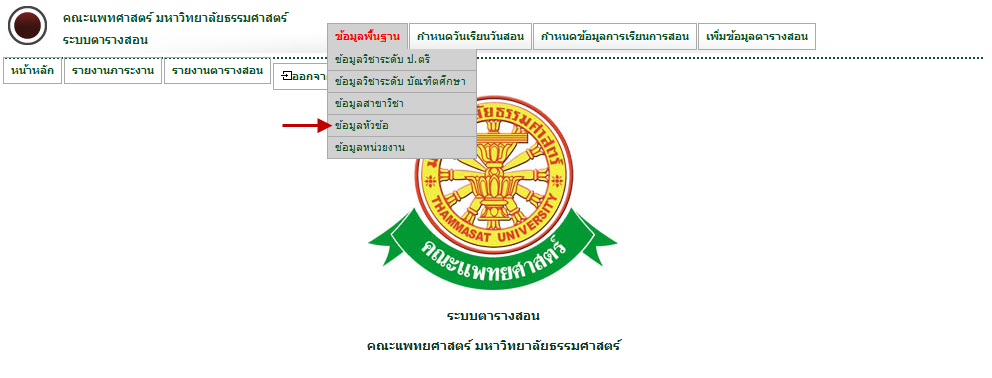 คณะแพทศาสตร์ มหาวิทยาลัยธรรมศาสตร์
ระบบตารางสอน
ข้อมูลพื้นฐาน กำหนดวันเรียนวันสอน กำหนดข้อมูลการเรียนการสอน เพิ่มข้อมูลตารางสอน
หน้าหลัก รายงานภาระงาน รายงานตารางสอน
ข้อมูลวิชาระดับ ป.ตรี
ข้อมูลวิชาระดับ บัณฑิตศึกษา
ข้อมูลสาขาวิชา
ข้อมูลหัวข้อ
ข้อมูลหน่วยงาน
THAMMASAT UNIVERSITY
คณะแพทยศาสตร์
ระบบตารางสอน
คณะแพทยศาสตร์ มหาวิทยาลัยธรรมศาสตร์